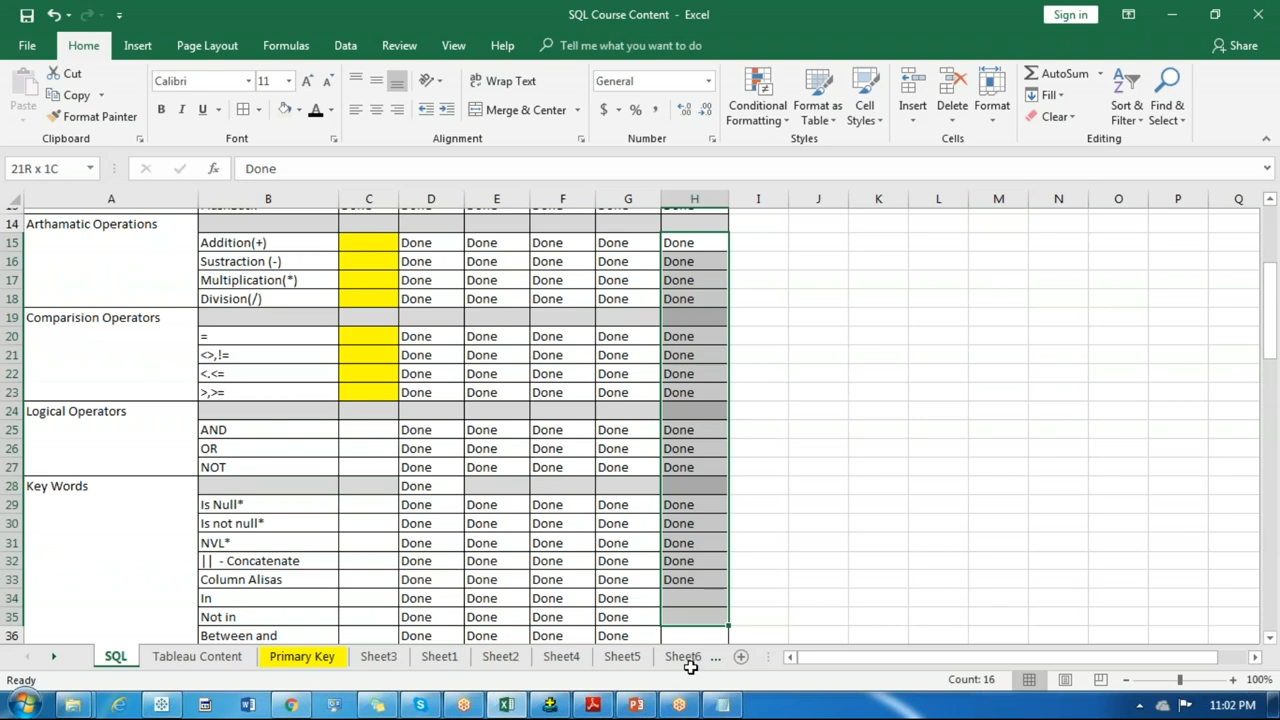 SQL Course Content - Excel
Sign in
File Home Insert Page Layout Formulas Data Review View Help Tell me what you want to do Share
Paste Cut Copy Format Painter Clipboard
Calibri 11 B I U A Font
Wrap Text Merge & Center Alignment
General $ % , Number
Conditional Formatting Format as Table Cell Styles Styles
Insert Delete Format Cells
AutoSum Fill Clear Sort & Filter Find & Select Editing
21R x 1C fx Done
A B C D E F G H I J K L M N O P Q
14 Arthamatic Operations
15 Addition(+) Done Done Done Done Done
16 Sustraction (-) Done Done Done Done Done
17 Multiplication(*) Done Done Done Done Done
18 Division(/) Done Done Done Done Done
19 Comparision Operators
20 = Done Done Done Done Done
21 <>,!= Done Done Done Done Done
22 <.<= Done Done Done Done Done
23 >,>= Done Done Done Done Done
24 Logical Operators
25 AND Done Done Done Done Done
26 OR Done Done Done Done Done
27 NOT Done Done Done Done Done
28 Key Words Done
29 Is Null* Done Done Done Done Done
30 Is not null* Done Done Done Done Done
31 NVL* Done Done Done Done Done
32 || - Concatenate Done Done Done Done Done
33 Column Alisas Done Done Done Done Done
34 In Done Done Done Done
35 Not in Done Done Done Done
36 Between and Done Done Done Done
SQL Tableau Content Primary Key Sheet3 Sheet1 Sheet2 Sheet4 Sheet5 Sheet6 ...
Ready Count: 16 100%
11:02 PM